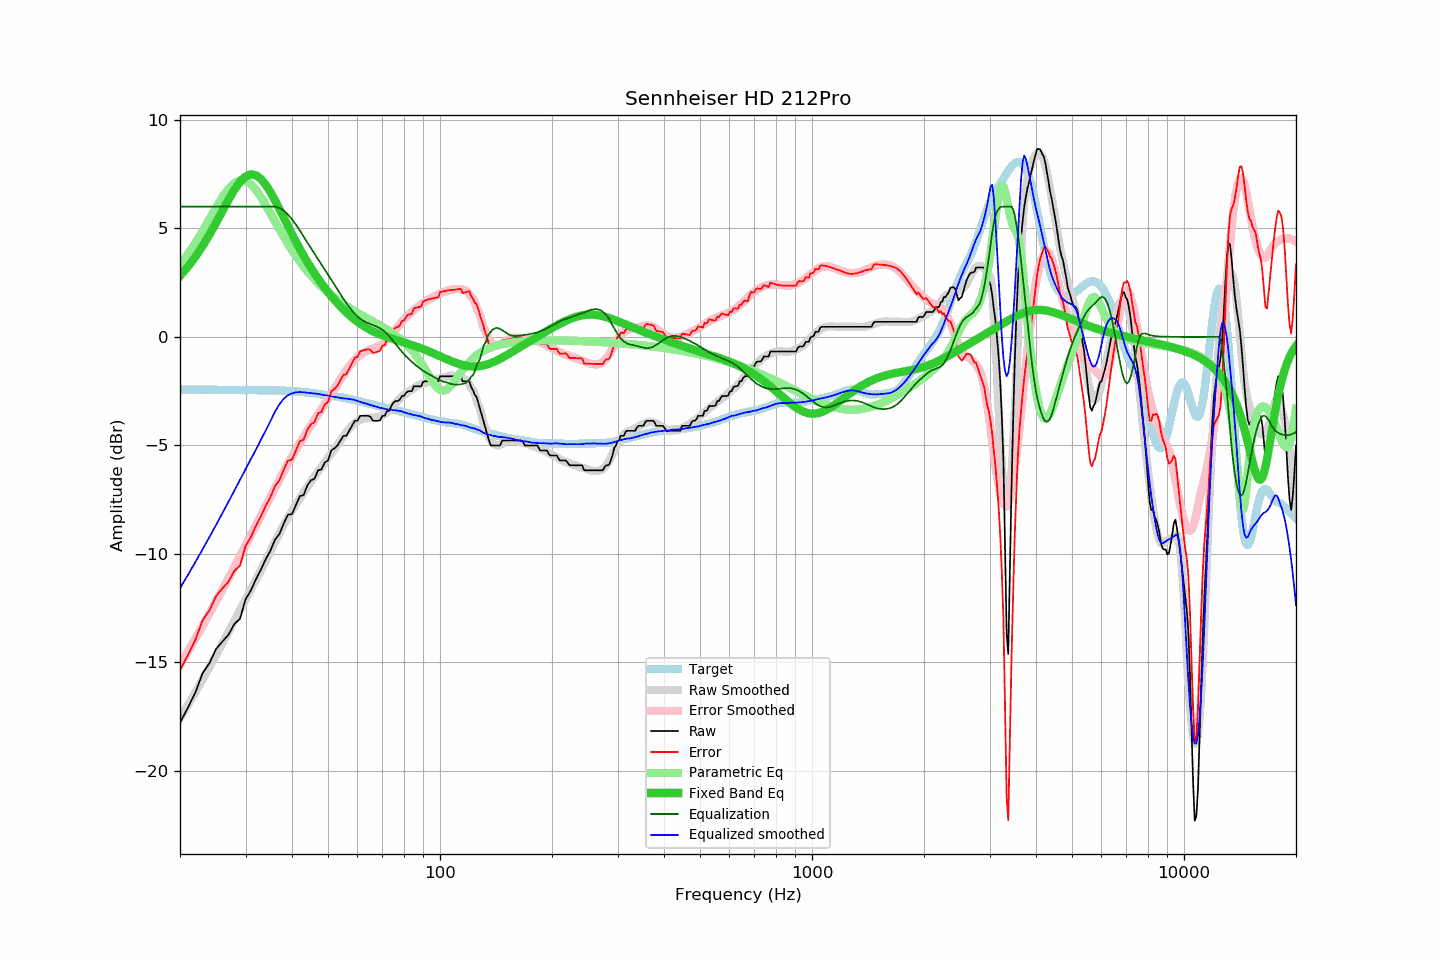 Sennheiser HD 212Pro
10
5
0
−5
−10
−15
−20
Amplitude (dBr)
Target
Raw Smoothed
Error Smoothed
Raw
Error
Parametric Eq
Fixed Band Eq
Equalization
Equalized smoothed
100
1000
10000
Frequency (Hz)